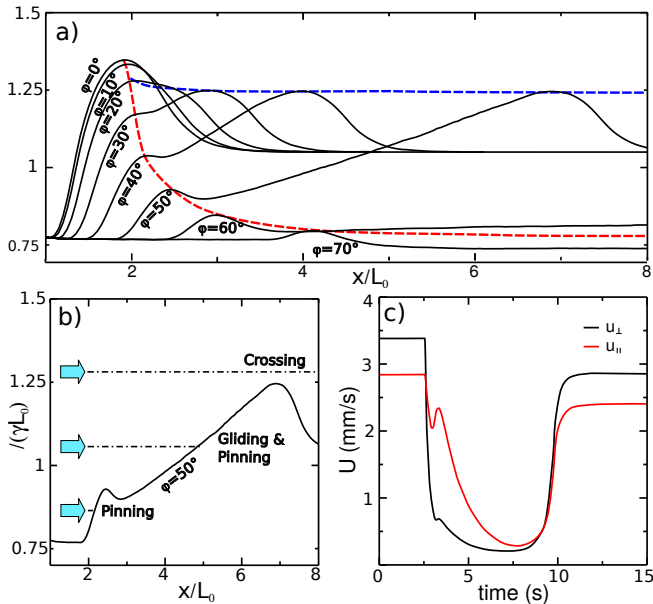 a)
1.5
1.25
1
0.75
φ=0°
φ=10°
φ=20°
φ=30°
φ=40°
φ=50°
φ=60°
φ=70°
2
4
6
8
x/L₀
b)
1.5
1.25
1
0.75
/(γL₀)
Crossing
Gliding &
Pinning
φ=50°
Pinning
2
4
6
8
x/L₀
c)
4
3
2
1
0
U (mm/s)
u⊥
u||
0
5
10
15
time (s)